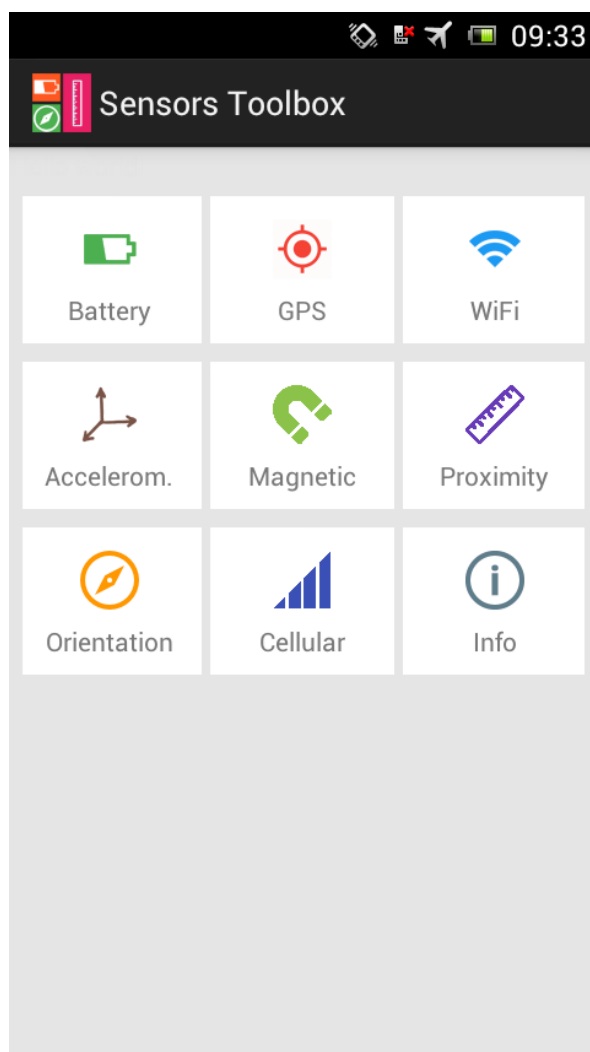 09:33
Sensors Toolbox
Battery
GPS
WiFi
Accelerom.
Magnetic
Proximity
Orientation
Cellular
Info